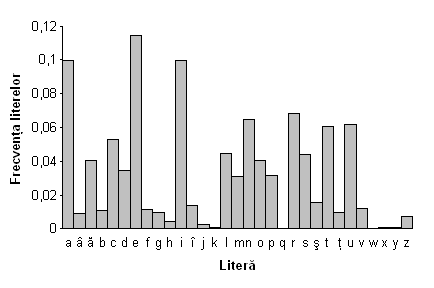 Frecvența literelor
0,12
0,1
0,08
0,06
0,04
0,02
0
a â ă b c d e f g h i î j k l m n o p q r s ş t ț u v w x y z
Literă